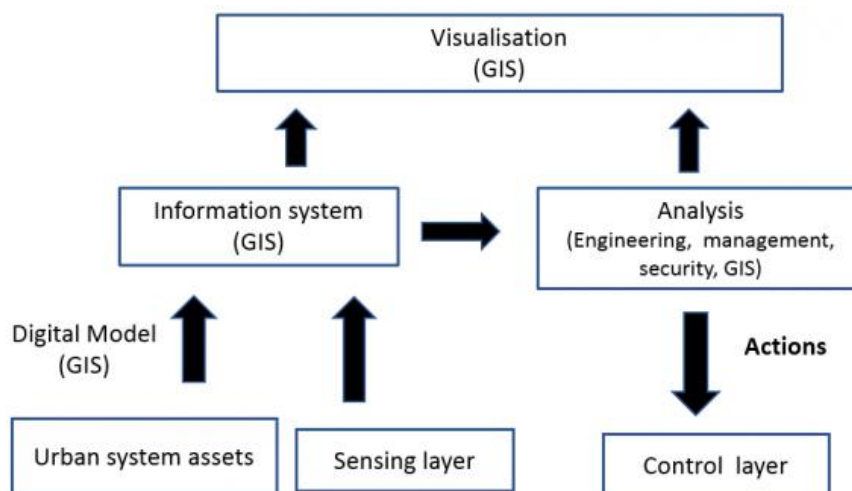 Visualisation
(GIS)
Information system
(GIS)
Analysis
(Engineering, management,
security, GIS)
Digital Model
(GIS)
Actions
Urban system assets
Sensing layer
Control layer